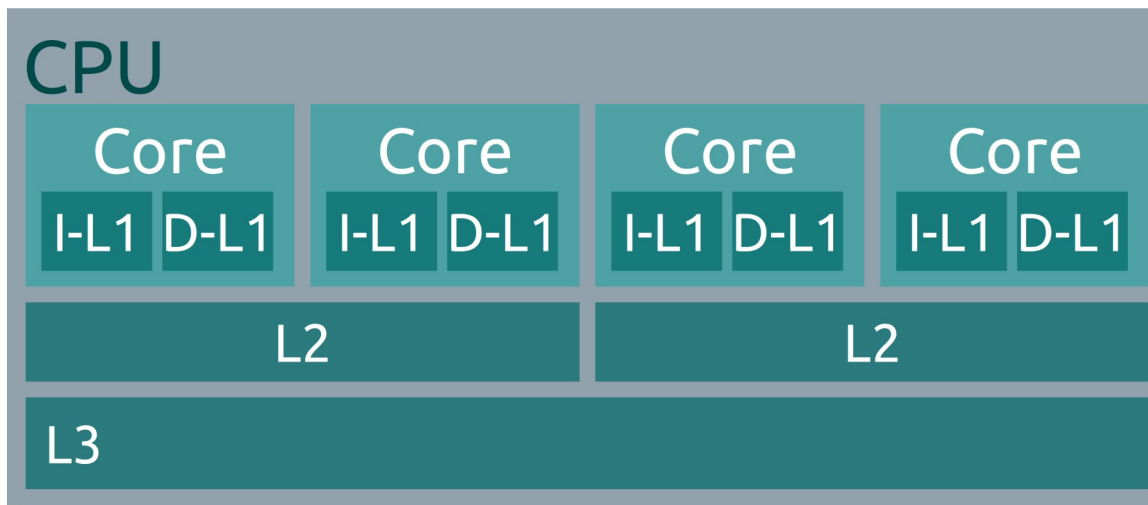 CPU
Core Core Core Core
I-L1 D-L1 I-L1 D-L1 I-L1 D-L1 I-L1 D-L1
L2 L2
L3